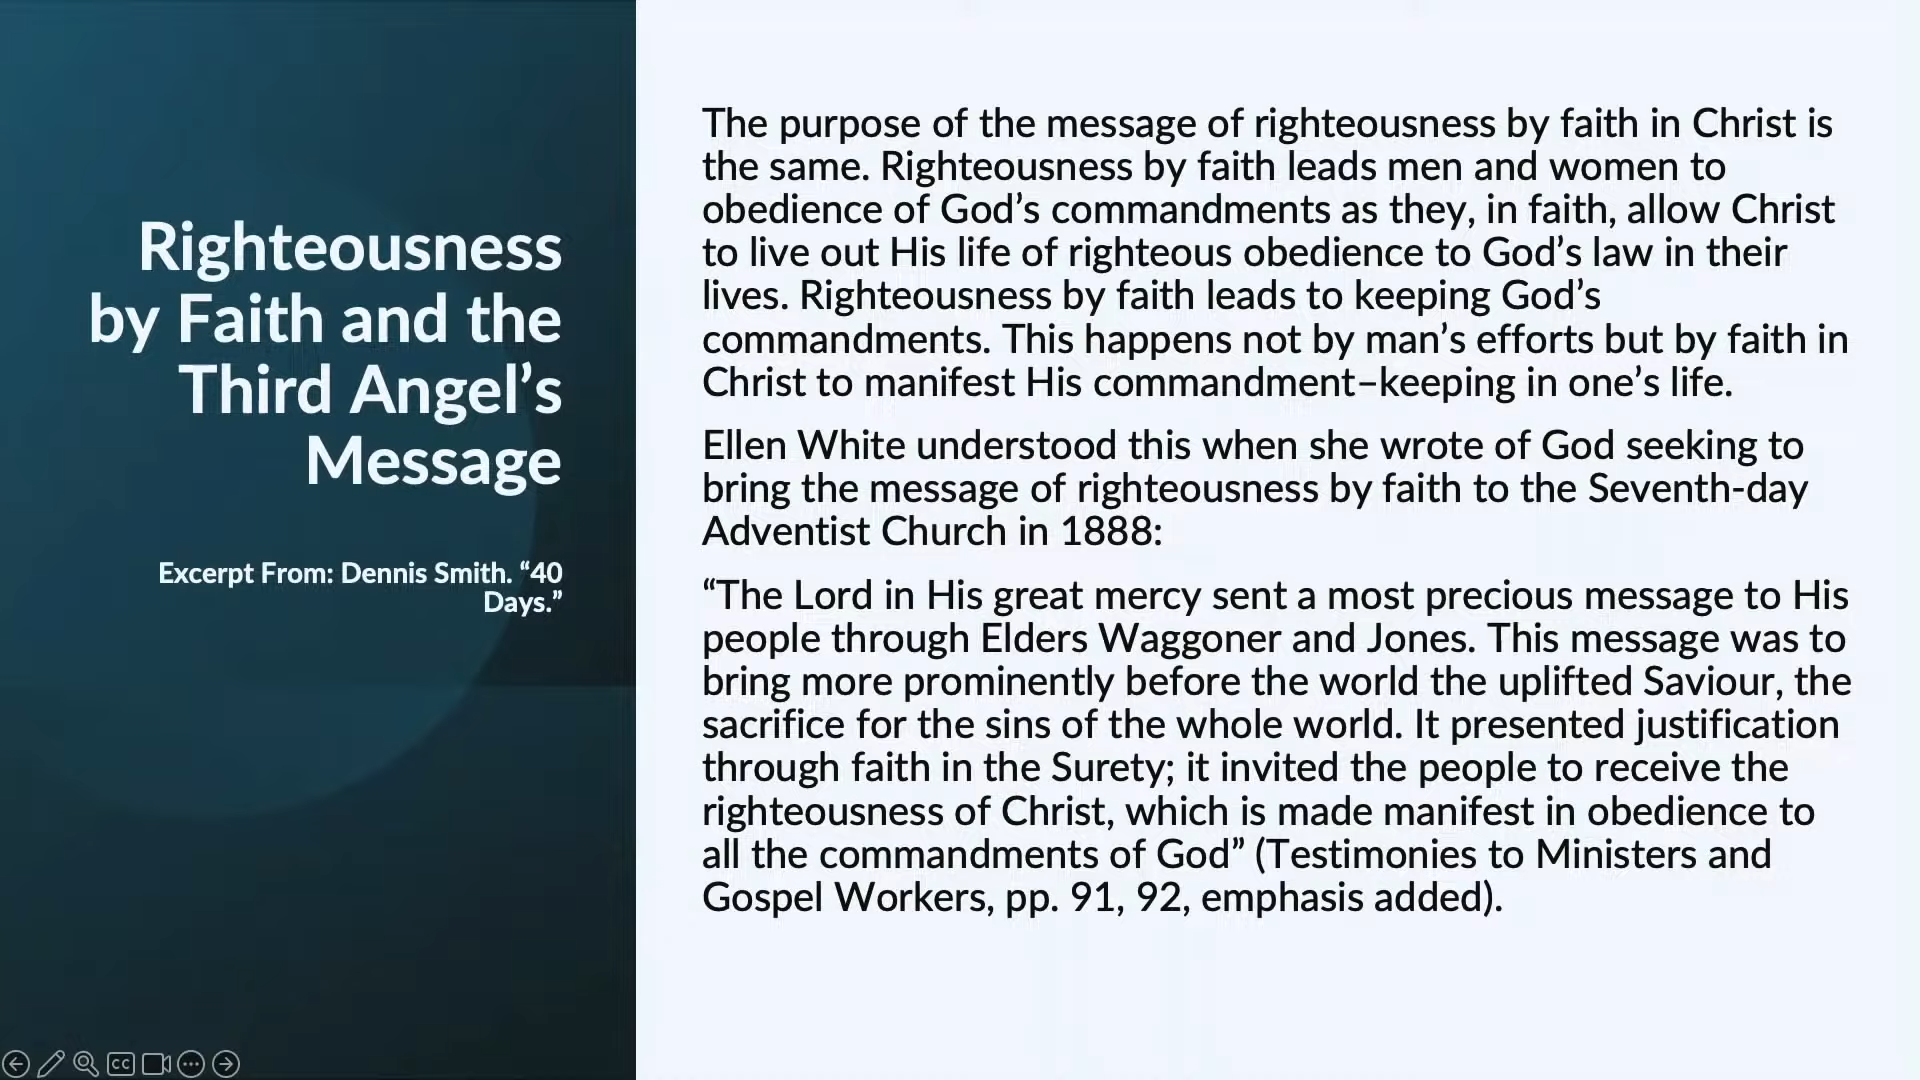 Righteousness
by Faith and the
Third Angel’s
Message
Excerpt From: Dennis Smith. “40
Days.”
The purpose of the message of righteousness by faith in Christ is
the same. Righteousness by faith leads men and women to
obedience of God’s commandments as they, in faith, allow Christ
to live out His life of righteous obedience to God’s law in their
lives. Righteousness by faith leads to keeping God’s
commandments. This happens not by man’s efforts but by faith in
Christ to manifest His commandment–keeping in one’s life.
Ellen White understood this when she wrote of God seeking to
bring the message of righteousness by faith to the Seventh-day
Adventist Church in 1888:
“The Lord in His great mercy sent a most precious message to His
people through Elders Waggoner and Jones. This message was to
bring more prominently before the world the uplifted Saviour, the
sacrifice for the sins of the whole world. It presented justification
through faith in the Surety; it invited the people to receive the
righteousness of Christ, which is made manifest in obedience to
all the commandments of God” (Testimonies to Ministers and
Gospel Workers, pp. 91, 92, emphasis added).
CC